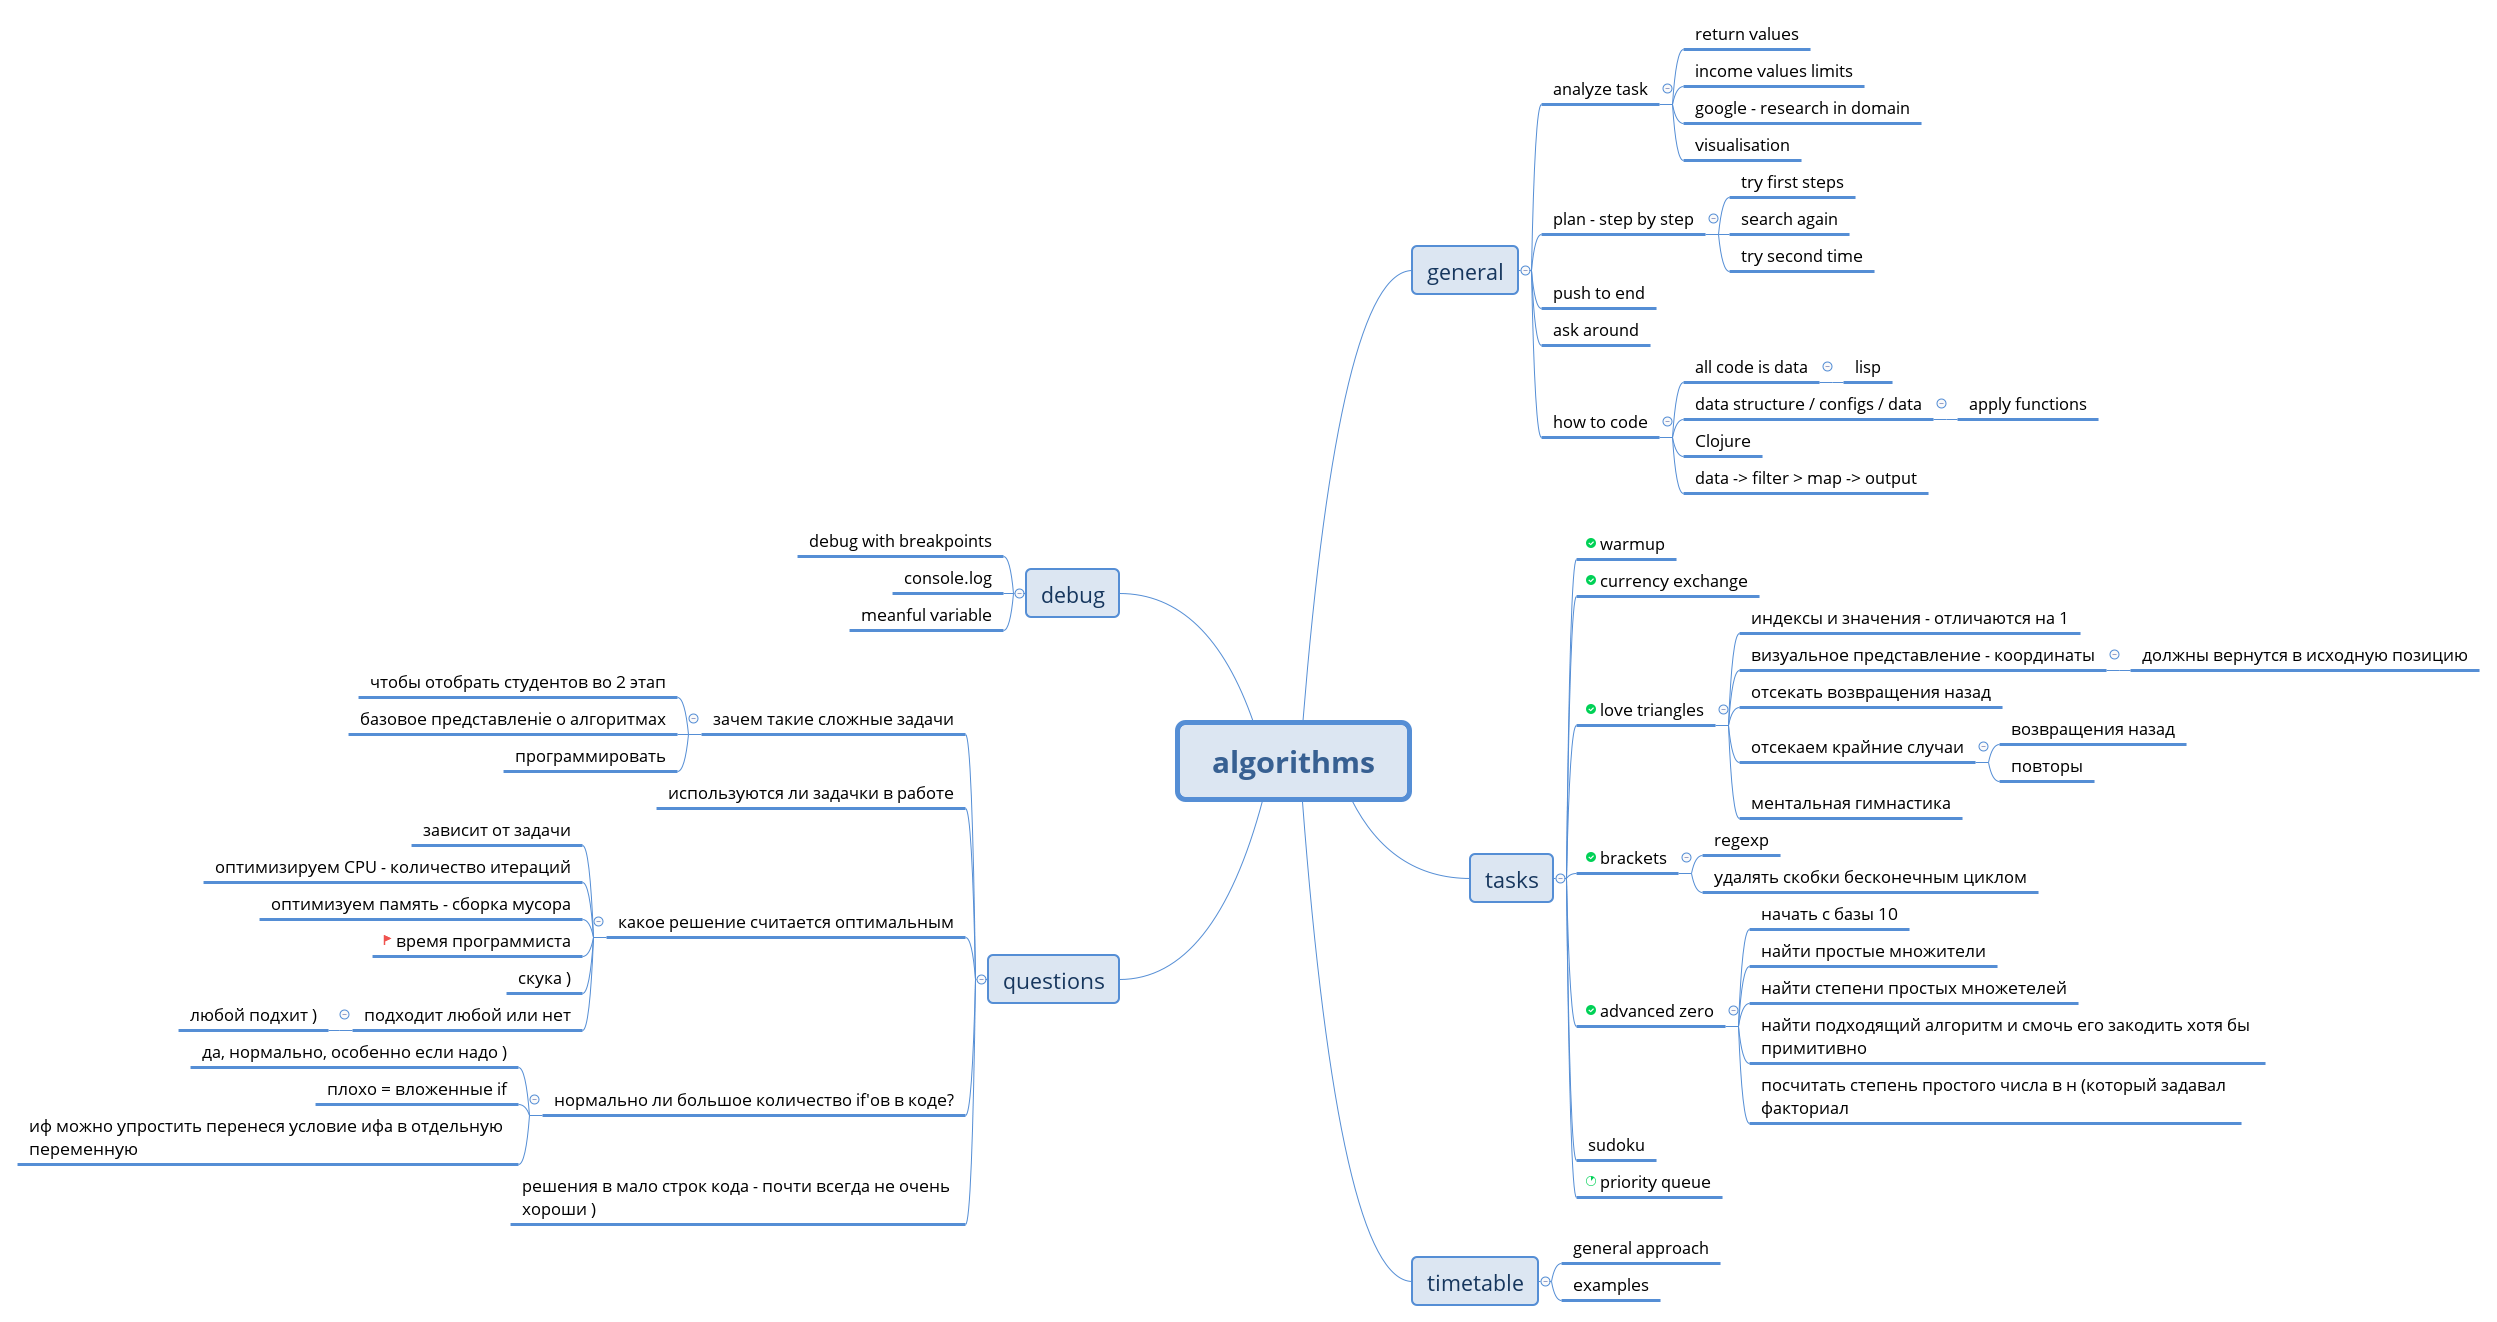 algorithms
general
analyze task
return values
income values limits
google - research in domain
visualisation
plan - step by step
try first steps
search again
try second time
push to end
ask around
how to code
all code is data
lisp
data structure / configs / data
apply functions
Clojure
data -> filter > map -> output
tasks
warmup
currency exchange
love triangles
индексы и значения - отличаются на 1
визуальное представление - координаты
должны вернутся в исходную позицию
отсекать возвращения назад
отсекаем крайние случаи
возвращения назад
повторы
ментальная гимнастика
brackets
regexp
удалять скобки бесконечным циклом
advanced zero
начать с базы 10
найти простые множители
найти степени простых множетелей
найти подходящий алгоритм и смочь его закодить хотя бы
примитивно
посчитать степень простого числа в н (который задавал
факториал
sudoku
priority queue
timetable
general approach
examples
debug
debug with breakpoints
console.log
meanful variable
questions
зачем такие сложные задачи
чтобы отобрать студентов во 2 этап
базовое представленіе о алгоритмах
программировать
используются ли задачки в работе
какое решение считается оптимальным
зависит от задачи
оптимизируем CPU - количество итераций
оптимизуем память - сборка мусора
время программиста
скука )
подходит любой или нет
любой подхит )
нормально ли большое количество if'ов в коде?
да, нормально, особенно если надо )
плохо = вложенные if
иф можно упростить перенеся условие ифа в отдельную
переменную
решения в мало строк кода - почти всегда не очень
хороши )